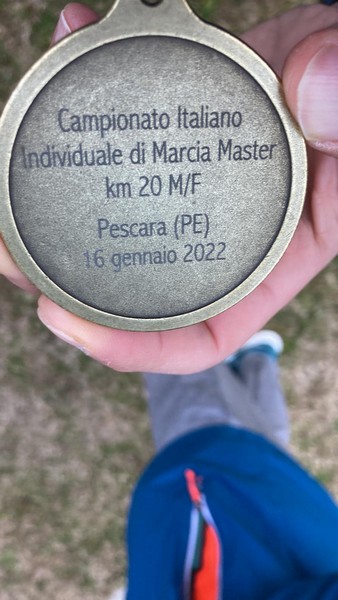 Campionato Italiano
Individuale di Marcia Master
km 20 M/F
Pescara (PE)
16 gennaio 2022